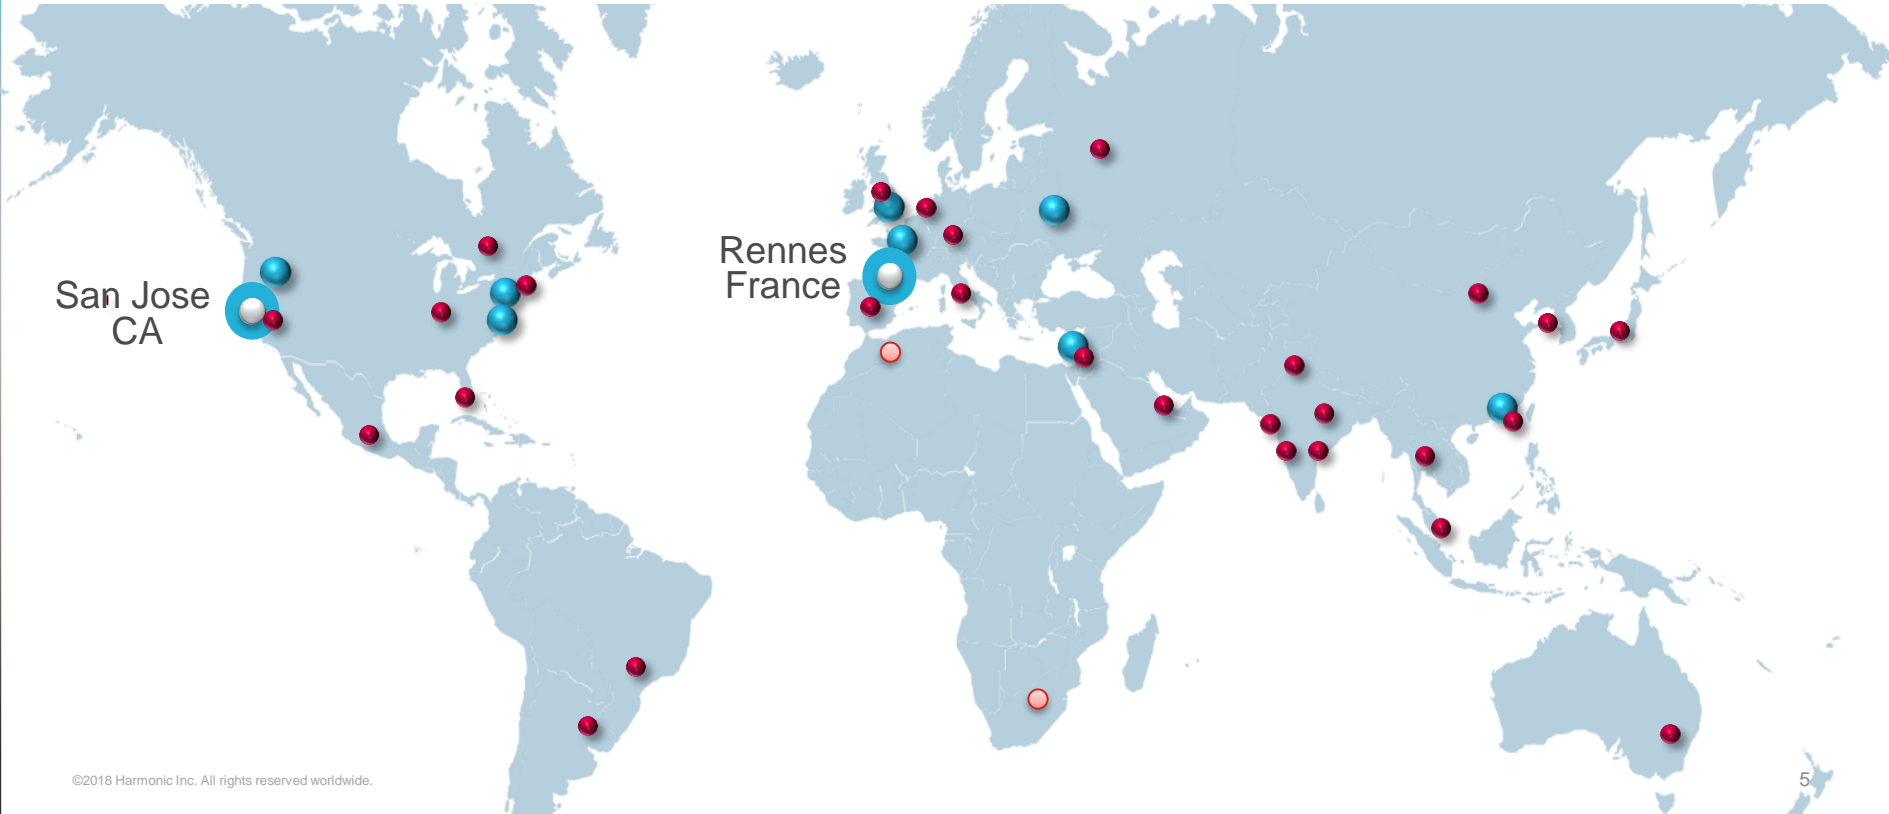 San Jose
CA
Rennes
France
©2018 Harmonic Inc. All rights reserved worldwide.
5